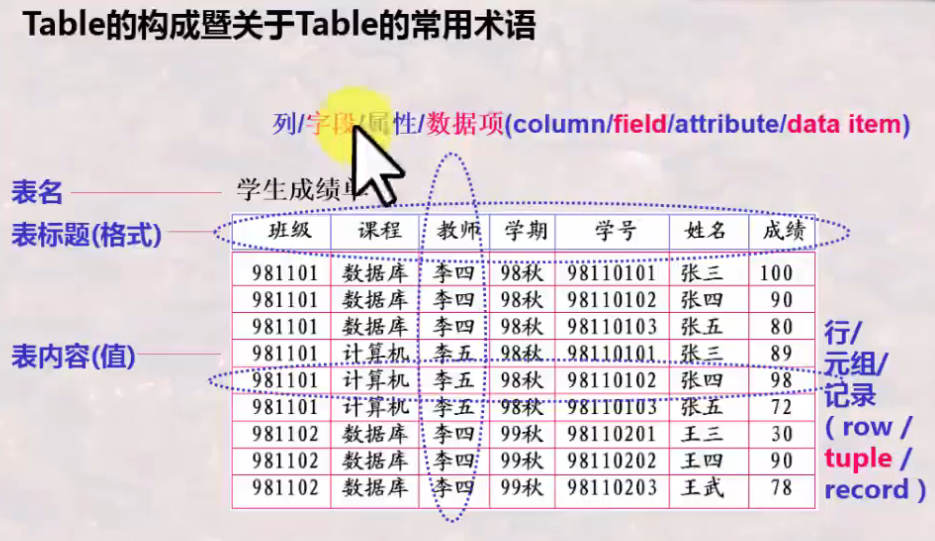 Table的构成暨关于Table的常用术语
列/字段/属性/数据项(column/field/attribute/data item)
表名
学生成绩单
表标题(格式)
班级 课程 教师 学期 学号 姓名 成绩
981101 数据库 李四 98秋 98110101 张三 100
981101 数据库 李四 98秋 98110102 张四 90
981101 数据库 李四 98秋 98110103 张五 80
表内容(值)
981101 计算机 李五 98秋 98110101 张三 89
981101 计算机 李五 98秋 98110102 张四 98
981101 计算机 李五 98秋 98110103 张五 72
981102 数据库 李四 99秋 98110201 王三 30
981102 数据库 李四 99秋 98110202 王四 90
981102 数据库 李四 99秋 98110203 王武 78
行/
元组/
记录
( row /
tuple /
record )